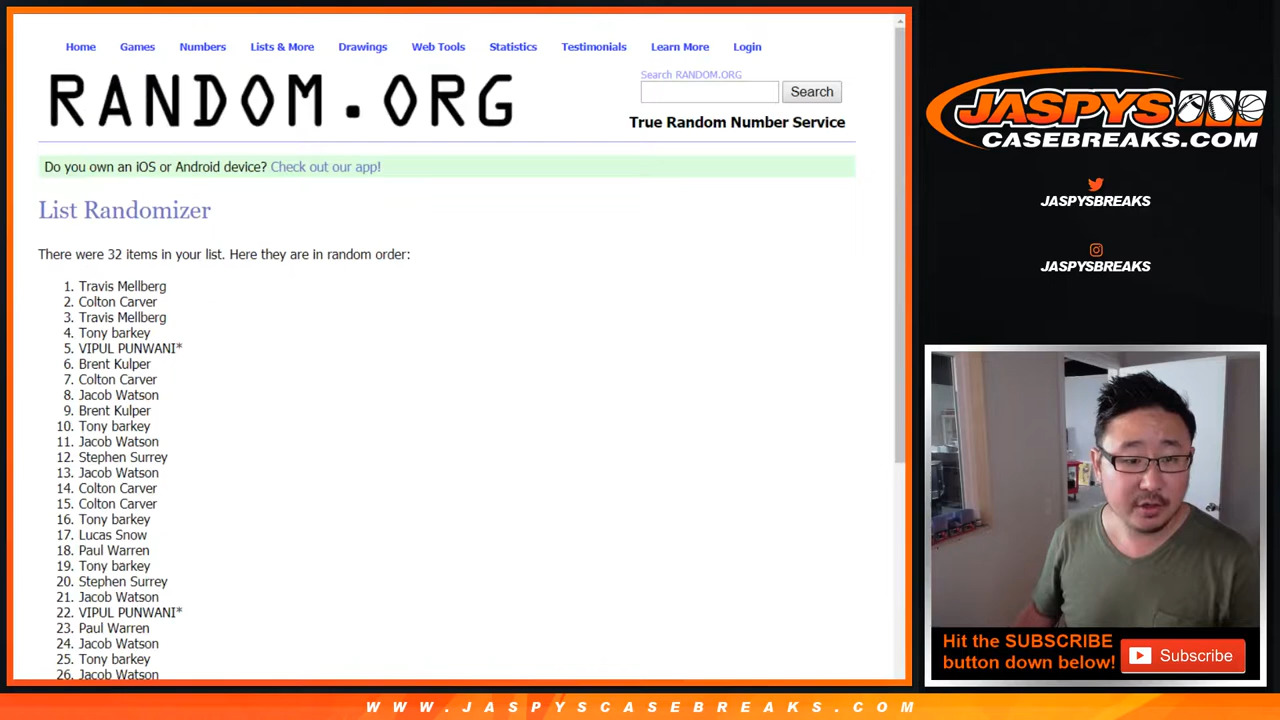 Home Games Numbers Lists & More Drawings Web Tools Statistics Testimonials Learn More Login
RANDOM.ORG
Search RANDOM.ORG
Search
True Random Number Service
Do you own an iOS or Android device? Check out our app!
List Randomizer
There were 32 items in your list. Here they are in random order:
1. Travis Mellberg
2. Colton Carver
3. Travis Mellberg
4. Tony barkey
5. VIPUL PUNWANI*
6. Brent Kulper
7. Colton Carver
8. Jacob Watson
9. Brent Kulper
10. Tony barkey
11. Jacob Watson
12. Stephen Surrey
13. Jacob Watson
14. Colton Carver
15. Colton Carver
16. Tony barkey
17. Lucas Snow
18. Paul Warren
19. Tony barkey
20. Stephen Surrey
21. Jacob Watson
22. VIPUL PUNWANI*
23. Paul Warren
24. Jacob Watson
25. Tony barkey
26. Jacob Watson
JASPYS
CASEBREAKS.COM
JASPYSBREAKS
JASPYSBREAKS
Hit the SUBSCRIBE
button down below!
Subscribe
WWW.JASPYSCASEBREAKS.COM